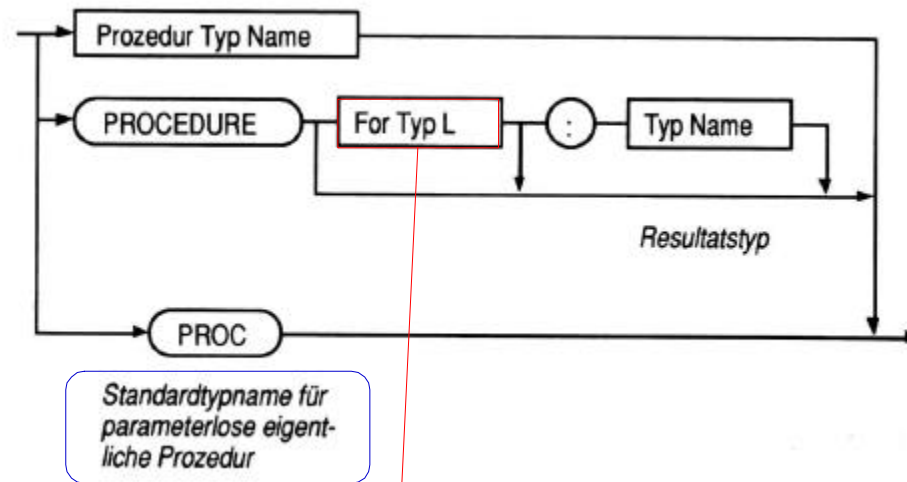 Prozedur Typ Name
PROCEDURE
For Typ L
:
Typ Name
Resultatstyp
PROC
Standardtypname für
parameterlose eigent-
liche Prozedur